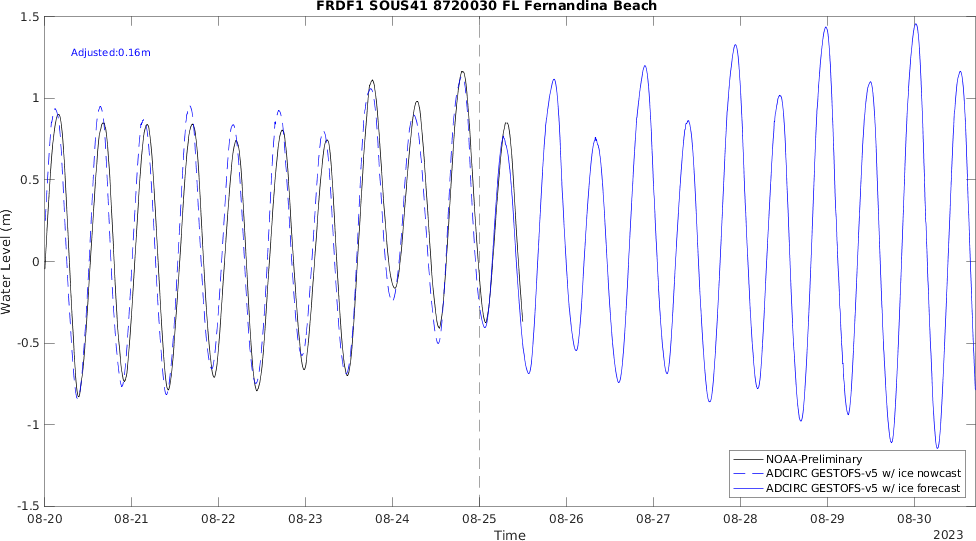 FRDF1 SOUS41 8720030 FL Fernandina Beach
Adjusted:0.16m
Water Level (m)
1.5
1
0.5
0
-0.5
-1
-1.5
NOAA-Preliminary
ADCIRC GESTOFS-v5 w/ ice nowcast
ADCIRC GESTOFS-v5 w/ ice forecast
08-20 08-21 08-22 08-23 08-24 08-25 08-26 08-27 08-28 08-29 08-30
Time
2023